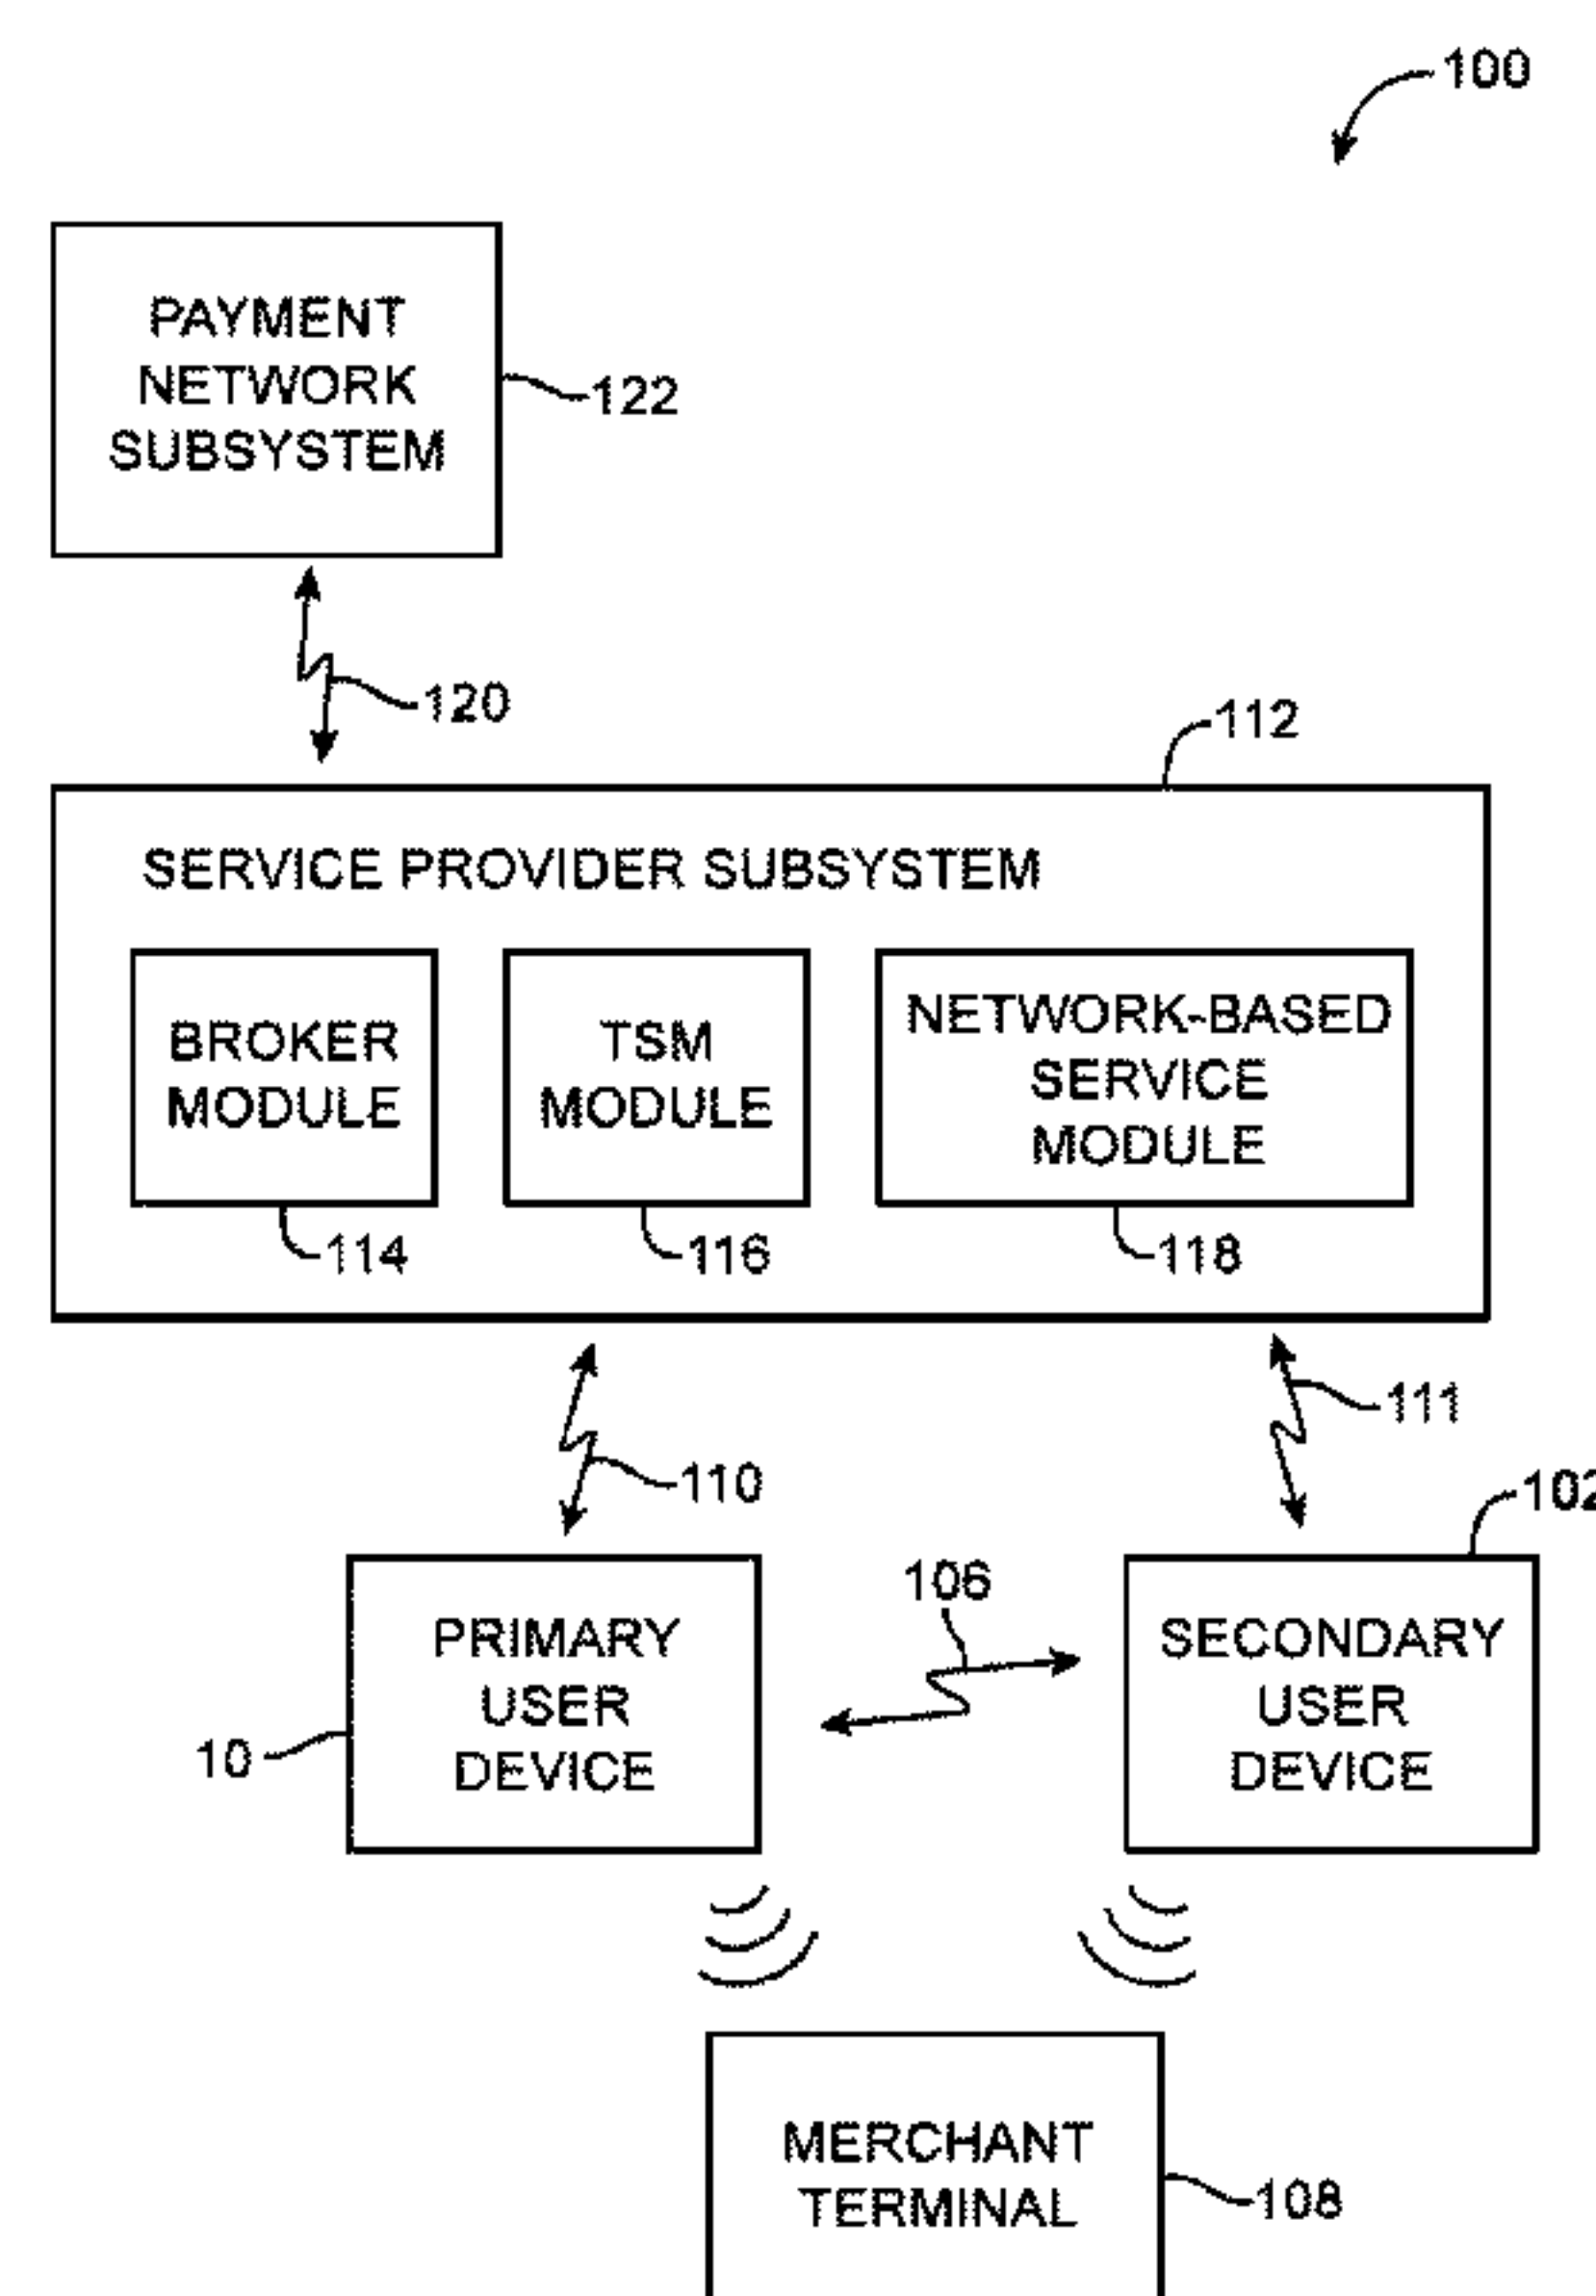 100
PAYMENT
NETWORK
SUBSYSTEM
122
120
112
SERVICE PROVIDER SUBSYSTEM
BROKER
MODULE
TSM
MODULE
NETWORK-BASED
SERVICE
MODULE
114
116
118
110
111
102
106
PRIMARY
USER
DEVICE
10
SECONDARY
USER
DEVICE
MERCHANT
TERMINAL
108